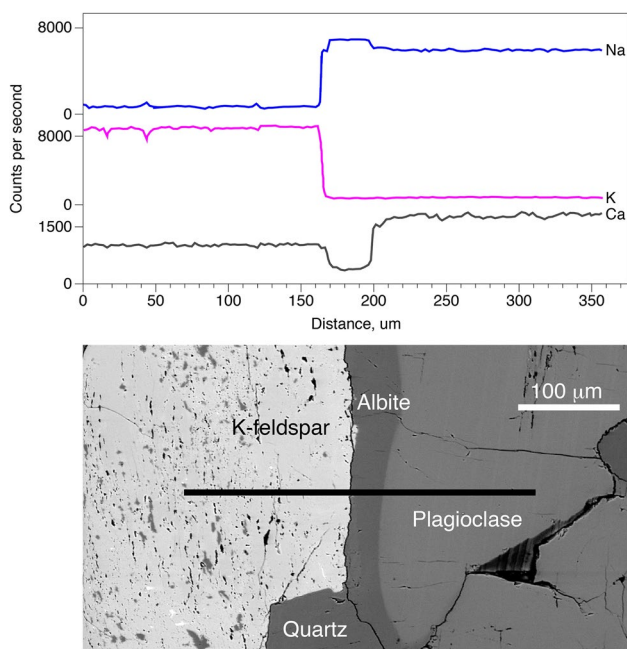 8000
Na
0
8000
Counts per second
0
K
Ca
1500
0
0 50 100 150 200 250 300 350
Distance, um
Albite
100 μm
K-feldspar
Plagioclase
Quartz